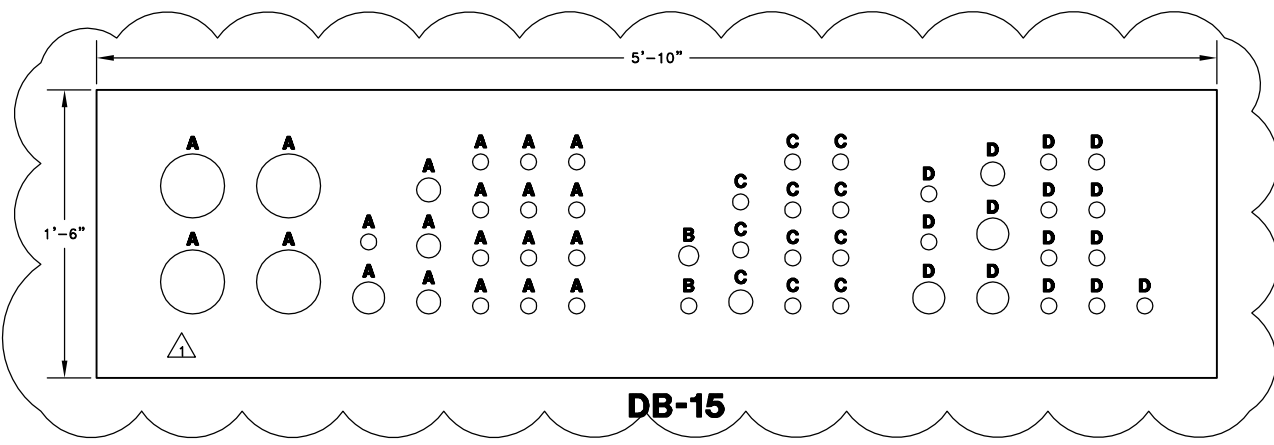 5'-10"
A A A A A C C D D D
A C D
A A A C C D D D
A A B C D
1'-6" A A A A A C C D D
A A B C D D
A A A C C D D D
1
DB-15